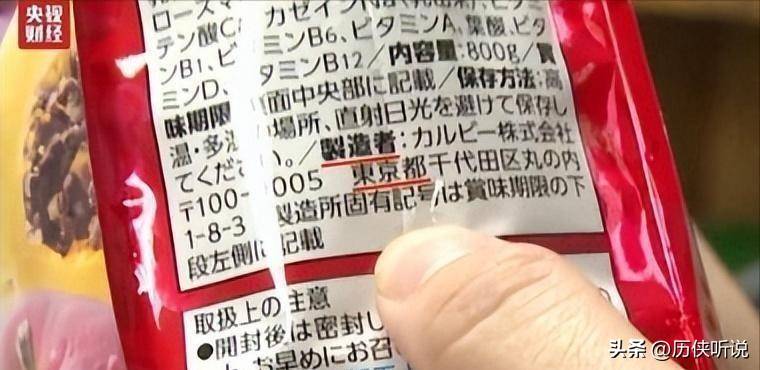 央视
财经
ローズマ カゼインNa(乳由来)、ビタミ
テン酸C ミンB6、ビタミンA、葉酸、ビタ
ンB1、 タミンB12/内容量:800g/賞
ミンD、 面中央部に記載/保存方法:高
味期限 場所、直射日光を避けて保存し
温・多湿 い。/製造者:カルビー株式会社
てくださ 東京都千代田区丸の内
〒100- 0005
1-8-3 製造所固有記号は賞味期限の下
段左側に記載
取扱上の注意
●開封後は密封し
お早めにお召
头条 @历侠听说